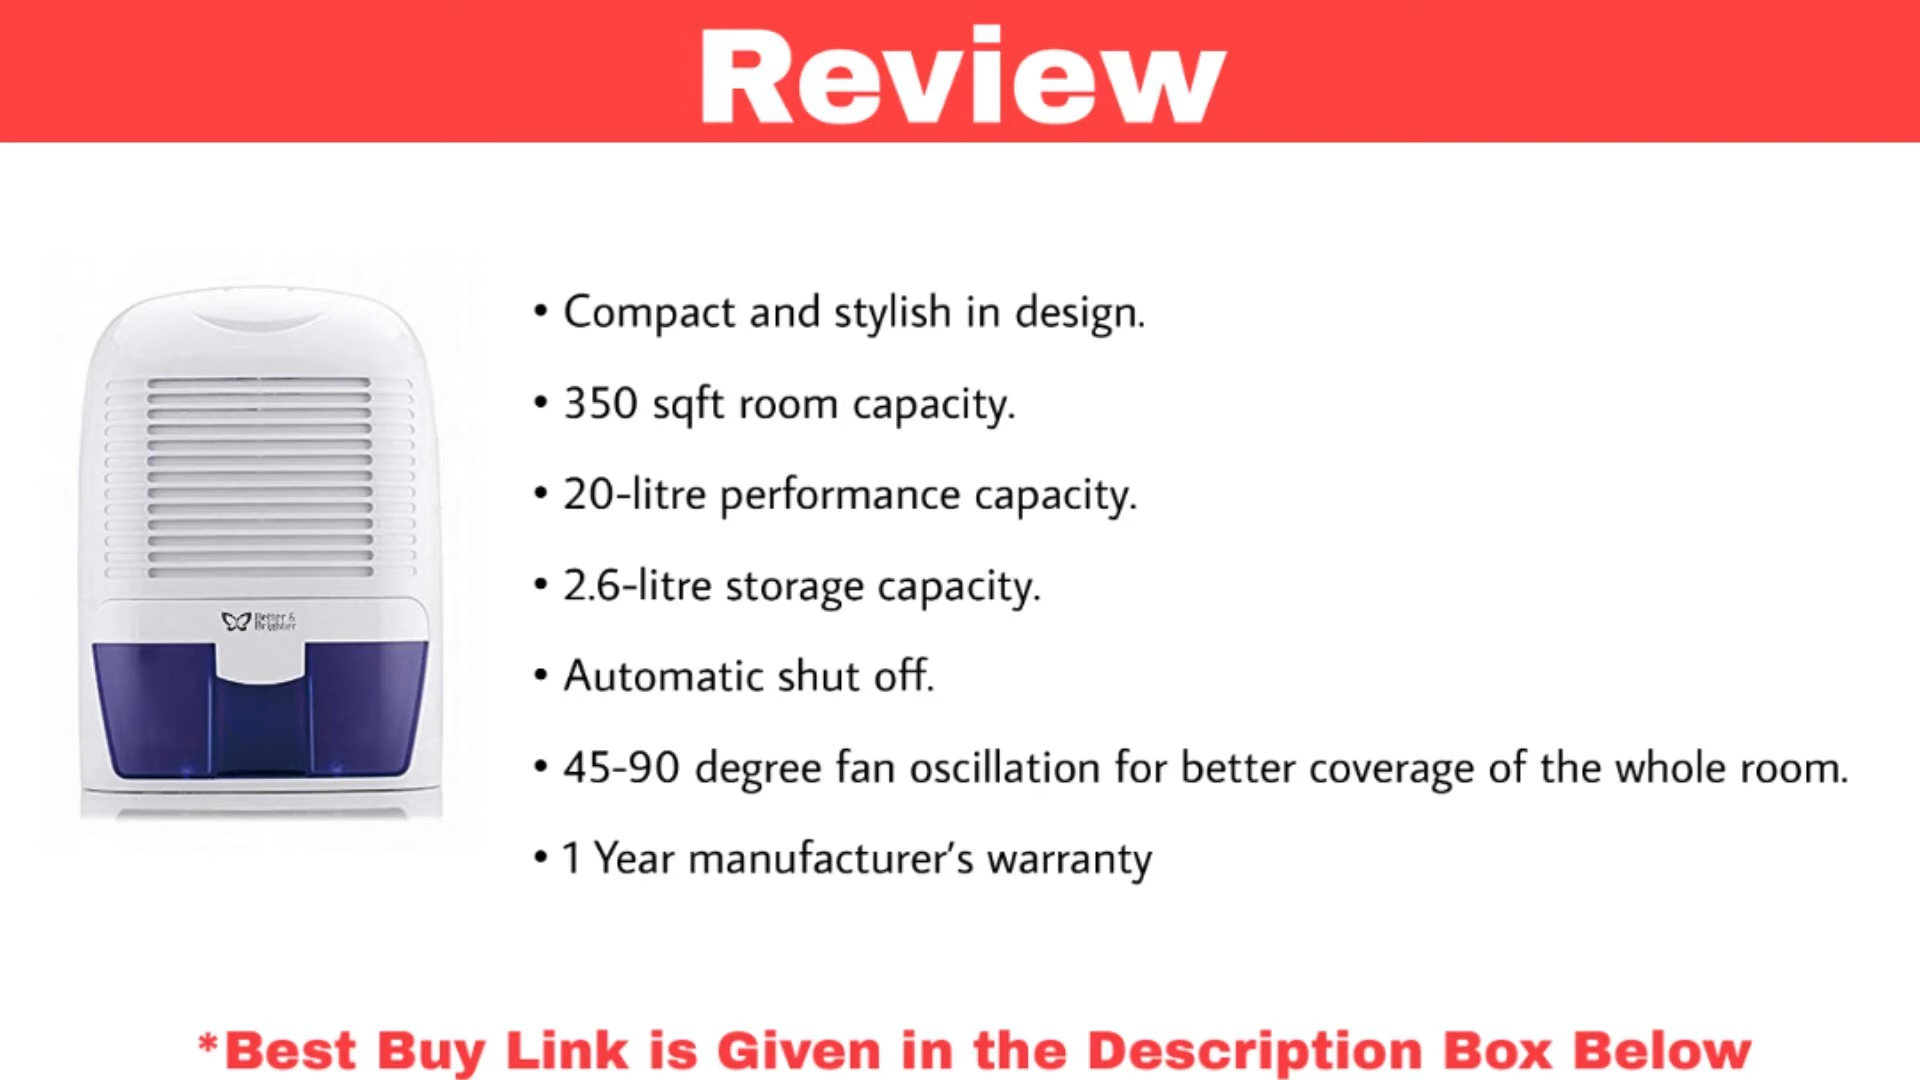 Review
• Compact and stylish in design.
• 350 sqft room capacity.
• 20-litre performance capacity.
• 2.6-litre storage capacity.
• Automatic shut off.
• 45-90 degree fan oscillation for better coverage of the whole room.
• 1 Year manufacturer's warranty
Better &
Brighter
*Best Buy Link is Given in the Description Box Below